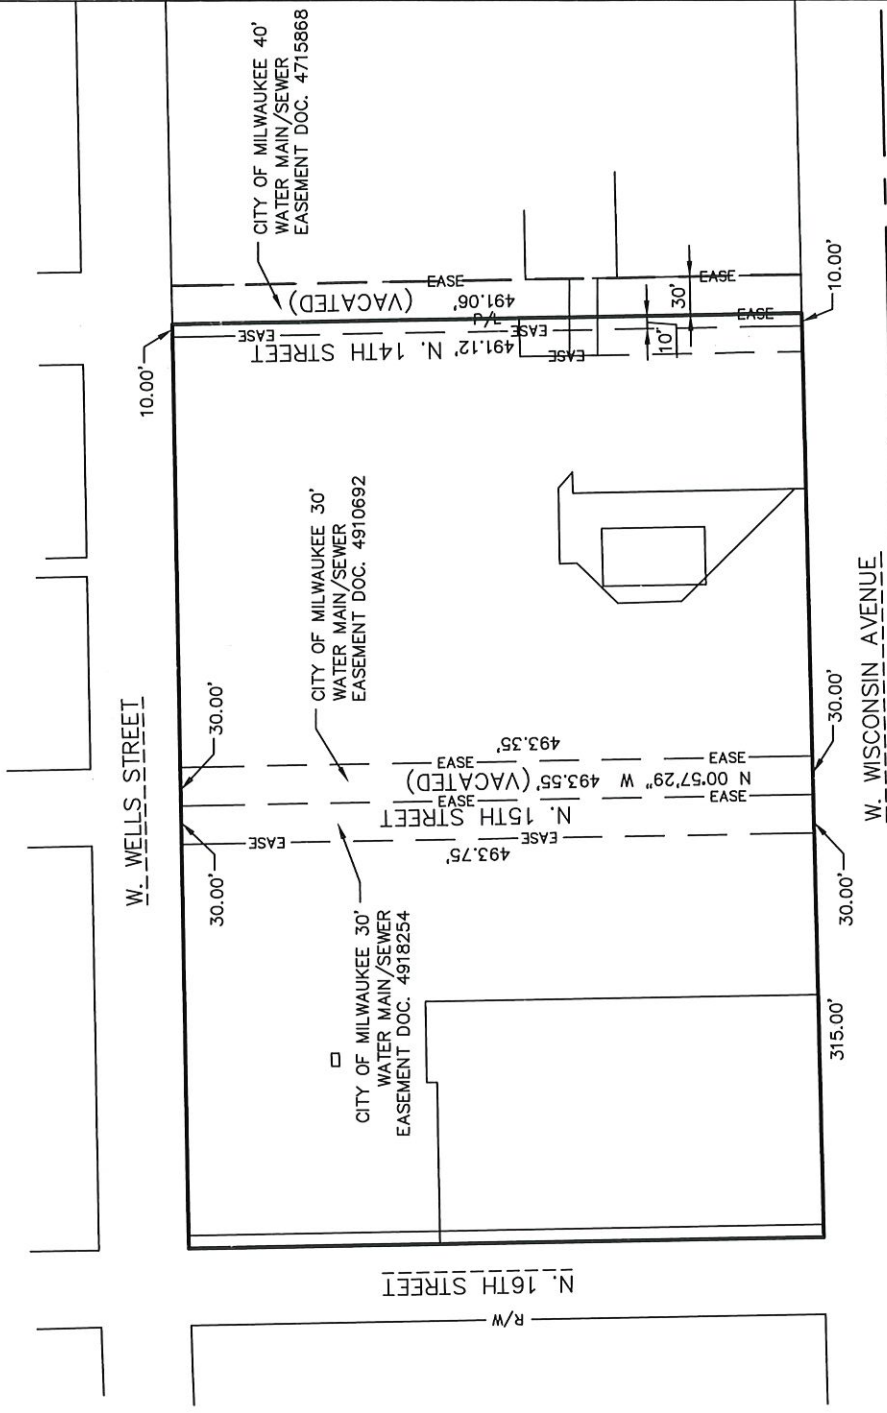 W. WELLS STREET
10.00'
CITY OF MILWAUKEE 40'
WATER MAIN/SEWER
EASEMENT DOC. 4715868
30.00'
30.00'
CITY OF MILWAUKEE 30'
WATER MAIN/SEWER
EASEMENT DOC. 4910692
CITY OF MILWAUKEE 30'
WATER MAIN/SEWER
EASEMENT DOC. 4918254
N. 16TH STREET
R/W
EASE
EASE
493.75'
N. 15TH STREET
EASE
EASE
N 00°57'29" W 493.55'
(VACATED)
EASE
EASE
493.35'
N. 14TH STREET
EASE
EASE
EASE
491.12'
P/L
491.06'
(VACATED)
EASE
EASE
EASE
10'
30'
10.00'
30.00'
30.00'
315.00'
W. WISCONSIN AVENUE